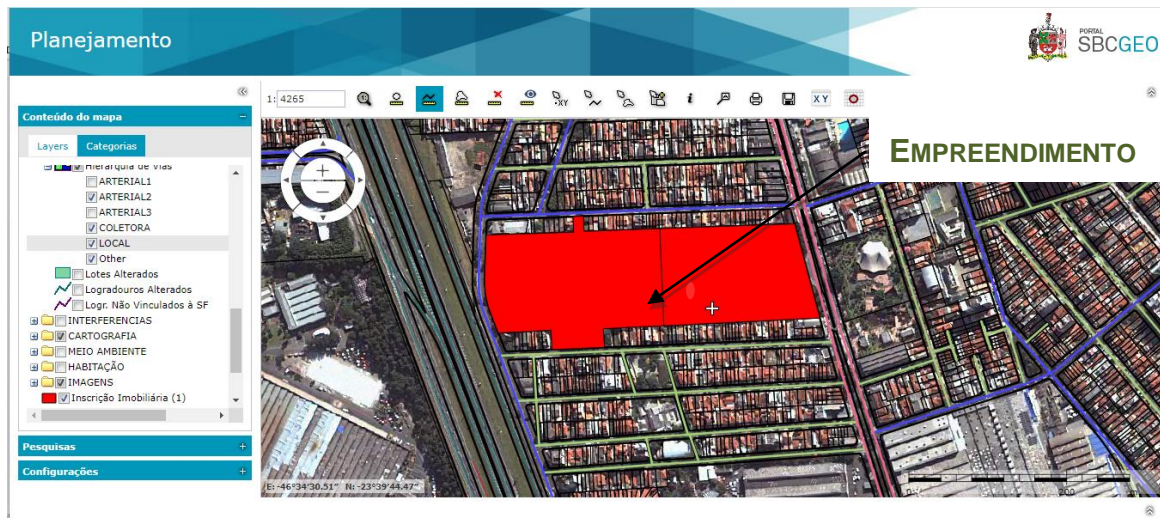 Planejamento
PORTAL
SBCGEO
1: 4265
XY
i
X Y
Conteúdo do mapa
Layers
Categorias
Hierarquia de Vias
ARTERIAL1
ARTERIAL2
ARTERIAL3
COLETORA
LOCAL
Other
Lotes Alterados
Logradouros Alterados
Logr. Não Vinculados à SF
INTERFERENCIAS
CARTOGRAFIA
MEIO AMBIENTE
HABITAÇÃO
IMAGENS
Inscrição Imobiliária (1)
Pesquisas
Configurações
EMPREENDIMENTO
E: -46°34'30.51" N: -23°39'44.47"
0
200